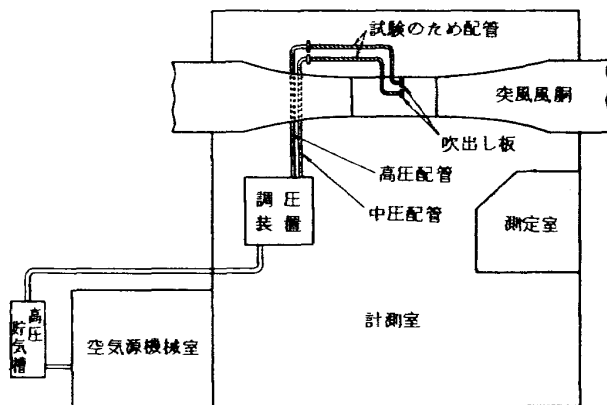 試験のため配管
突風風胴
吹出し板
高圧配管
中圧配管
調圧
装置
測定室
計測室
空気源機械室
高圧
貯気槽